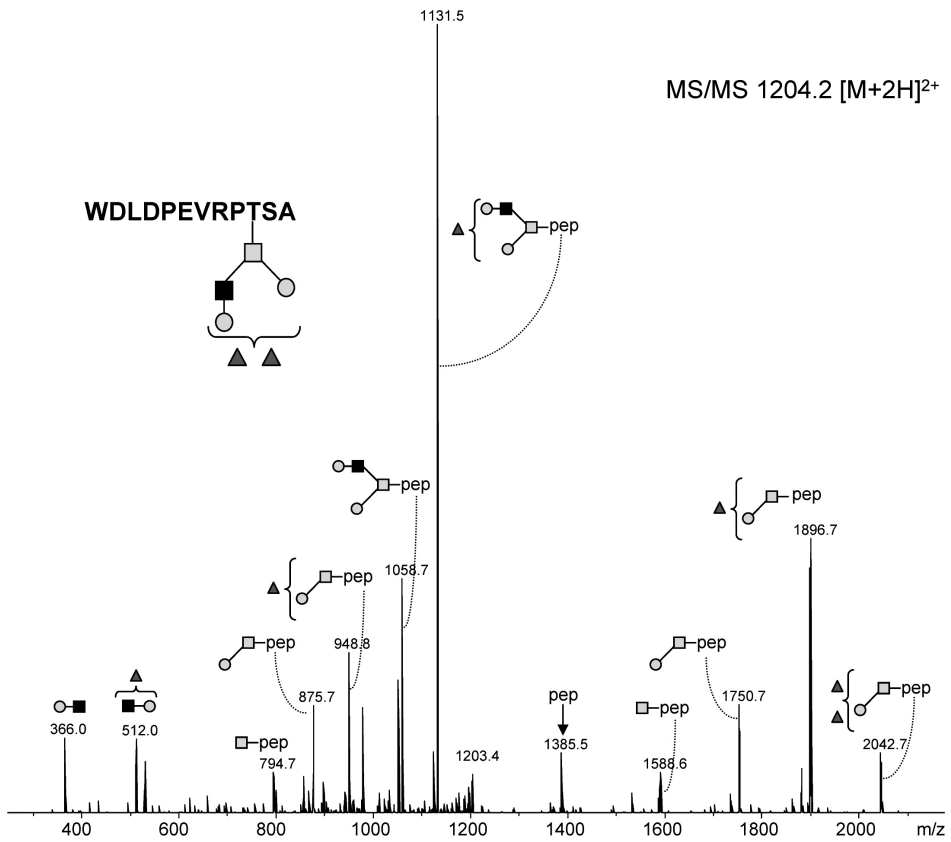 1131.5
MS/MS 1204.2 [M+2H]2+
WDLDPEVRPTSA
pep
pep
pep
1058.7
pep
1896.7
pep
948.8
pep
pep
875.7
pep
1750.7
pep
pep
366.0
512.0
pep
794.7
1203.4
1385.5
1588.6
2042.7
400
600
800
1000
1200
1400
1600
1800
2000
m/z